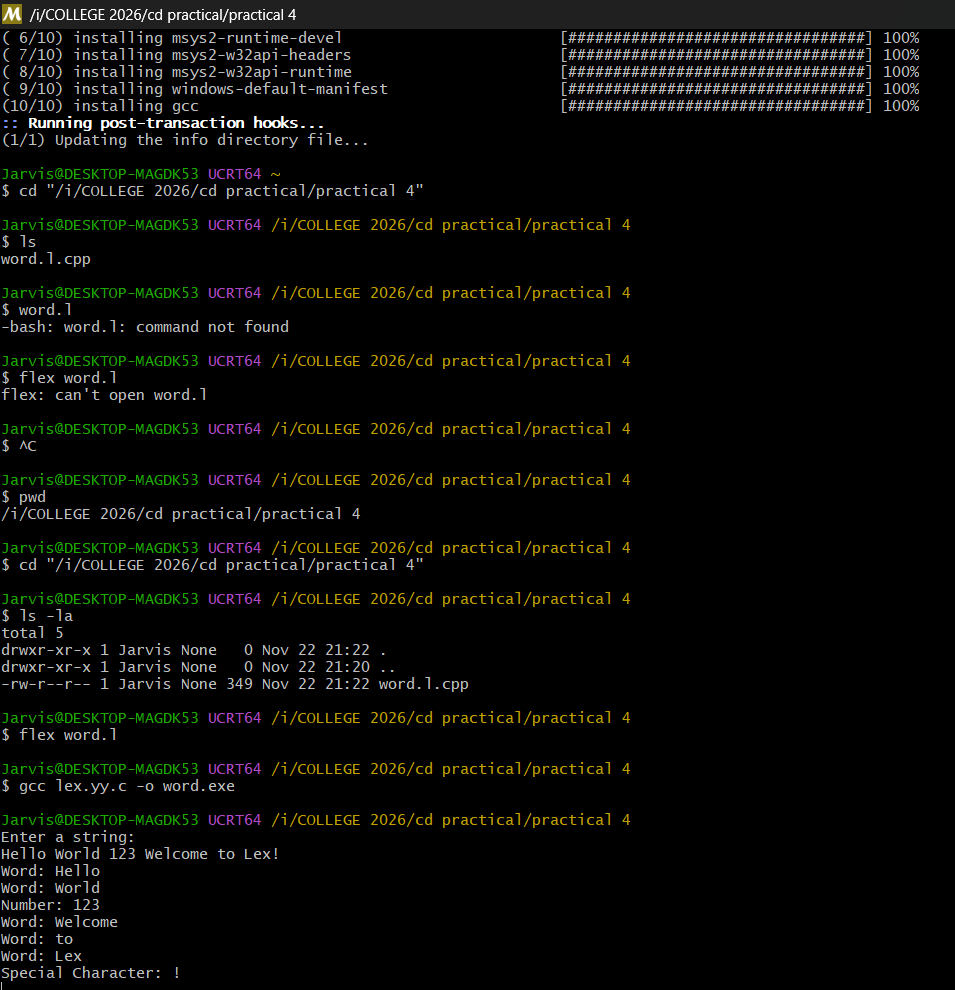 M /i/COLLEGE 2026/cd practical/practical 4
( 6/10) installing msys2-runtime-devel [#################################] 100%
( 7/10) installing msys2-w32api-headers [#################################] 100%
( 8/10) installing msys2-w32api-runtime [#################################] 100%
( 9/10) installing windows-default-manifest [#################################] 100%
(10/10) installing gcc [#################################] 100%
:: Running post-transaction hooks...
(1/1) Updating the info directory file...
Jarvis@DESKTOP-MAGDK53 UCRT64 ~
$ cd "/i/COLLEGE 2026/cd practical/practical 4"
Jarvis@DESKTOP-MAGDK53 UCRT64 /i/COLLEGE 2026/cd practical/practical 4
$ ls
word.l.cpp
Jarvis@DESKTOP-MAGDK53 UCRT64 /i/COLLEGE 2026/cd practical/practical 4
$ word.l
-bash: word.l: command not found
Jarvis@DESKTOP-MAGDK53 UCRT64 /i/COLLEGE 2026/cd practical/practical 4
$ flex word.l
flex: can't open word.l
Jarvis@DESKTOP-MAGDK53 UCRT64 /i/COLLEGE 2026/cd practical/practical 4
$ ^C
Jarvis@DESKTOP-MAGDK53 UCRT64 /i/COLLEGE 2026/cd practical/practical 4
$ pwd
/i/COLLEGE 2026/cd practical/practical 4
Jarvis@DESKTOP-MAGDK53 UCRT64 /i/COLLEGE 2026/cd practical/practical 4
$ cd "/i/COLLEGE 2026/cd practical/practical 4"
Jarvis@DESKTOP-MAGDK53 UCRT64 /i/COLLEGE 2026/cd practical/practical 4
$ ls -la
total 5
drwxr-xr-x 1 Jarvis None   0 Nov 22 21:22 .
drwxr-xr-x 1 Jarvis None   0 Nov 22 21:20 ..
-rw-r--r-- 1 Jarvis None 349 Nov 22 21:22 word.l.cpp
Jarvis@DESKTOP-MAGDK53 UCRT64 /i/COLLEGE 2026/cd practical/practical 4
$ flex word.l
Jarvis@DESKTOP-MAGDK53 UCRT64 /i/COLLEGE 2026/cd practical/practical 4
$ gcc lex.yy.c -o word.exe
Jarvis@DESKTOP-MAGDK53 UCRT64 /i/COLLEGE 2026/cd practical/practical 4
Enter a string:
Hello World 123 Welcome to Lex!
Word: Hello
Word: World
Number: 123
Word: Welcome
Word: to
Word: Lex
Special Character: !